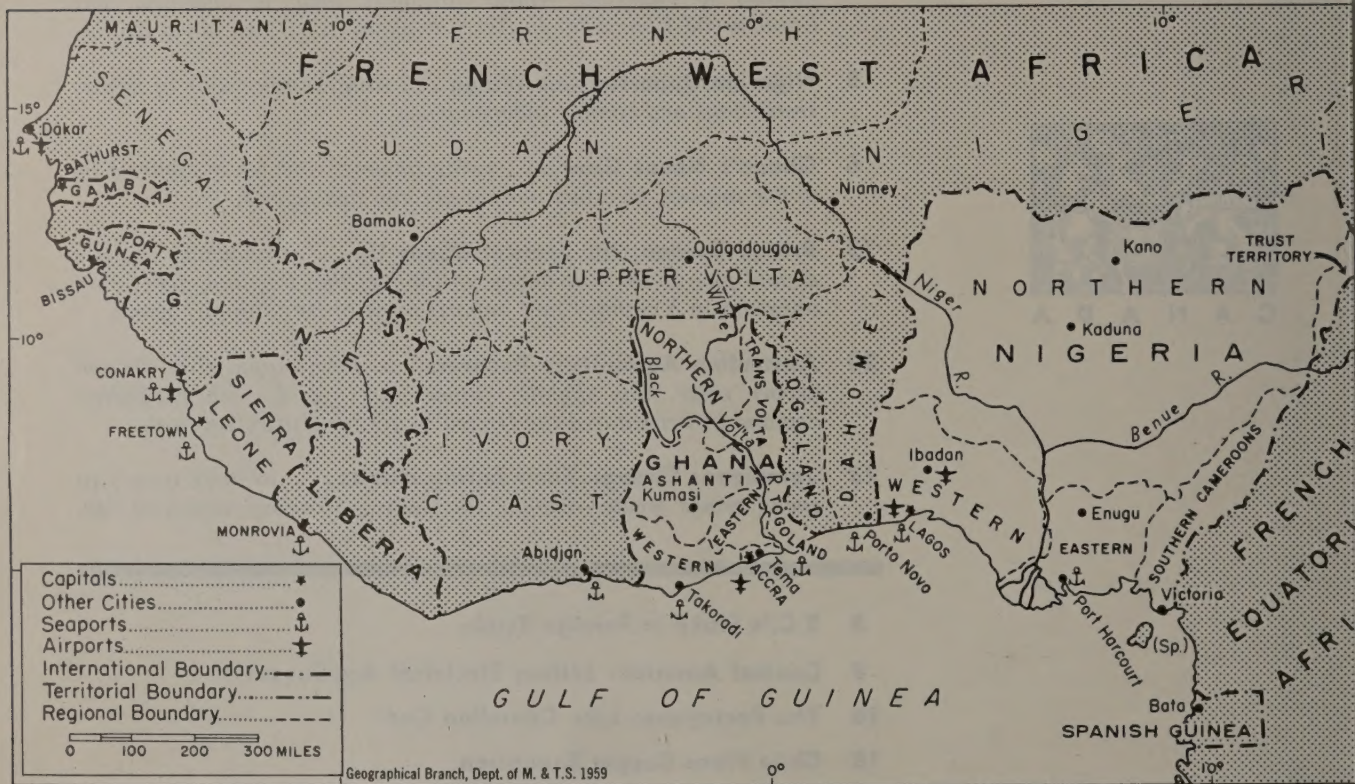 10°
0°
10°
MAURITANIA
FRENCH
FRENCH WEST AFRICA
SENEGAL
15°
Dakar
SUDAN
NIGER
BATHURST
GAMBIA
Niamey
Bamako
PORT.
GUINEA
BISSAU
Ouagadougou
Kano
TRUST
TERRITORY
UPPER VOLTA
White
Niger
R.
NORTHERN
NIGERIA
Kaduna
GUINEA
10°
NORTHERN
TRANS VOLTA
TOGOLAND
TOGOLAND
DAHOMEY
Black
Volta
R.
CONAKRY
SIERRA
LEONE
FREETOWN
Benue R.
IVORY
COAST
GHANA
ASHANTI
Kumasi
Ibadan
WESTERN
LIBERIA
EASTERN
WESTERN
Enugu
EASTERN
SOUTHERN CAMEROONS
FRENCH
EQUATORIAL
AFRI
MONROVIA
Abidjan
Takoradi
Tema
ACCRA
Porto Novo
LAGOS
Port Harcourt
Victoria
(Sp.)
Bata
SPANISH GUINEA
GULF OF GUINEA
Capitals
Other Cities
Seaports
Airports
International Boundary
Territorial Boundary
Regional Boundary
0 100 200 300 MILES
Geographical Branch, Dept. of M. & T.S. 1959
0°
10°